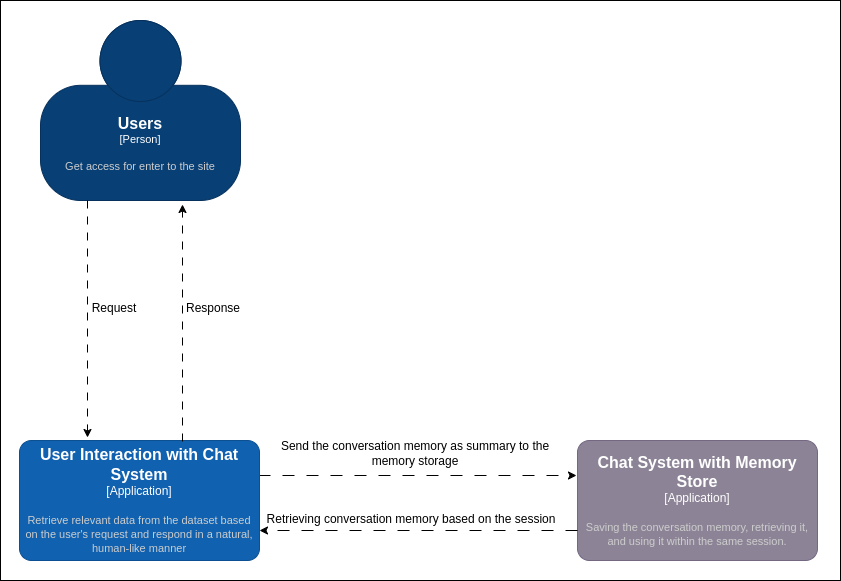 Users
[Person]
Get access for enter to the site
Request
Response
User Interaction with Chat
System
[Application]
Retrieve relevant data from the dataset based
on the user's request and respond in a natural,
human-like manner
Send the conversation memory as summary to the
memory storage
Retrieving conversation memory based on the session
Chat System with Memory
Store
[Application]
Saving the conversation memory, retrieving it,
and using it within the same session.